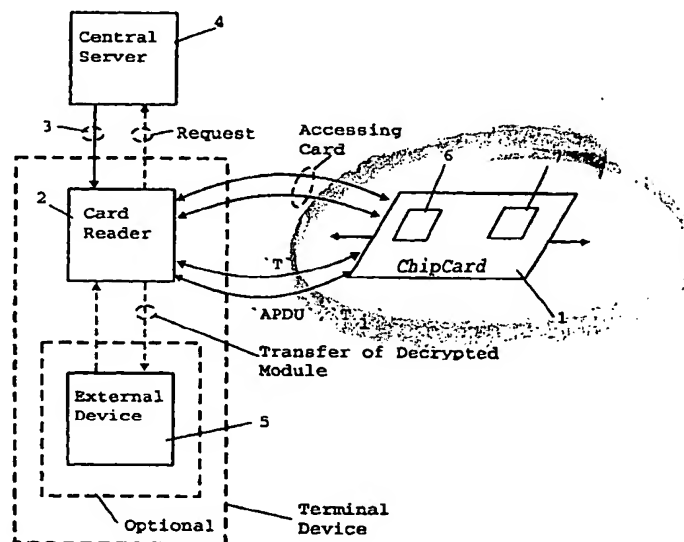 4
Central
Server
3
Request
Accessing
Card
6
7
2
Card
Reader
T
ChipCard
APDU
1
Transfer of Decrypted
Module
External
Device
5
Optional
Terminal
Device